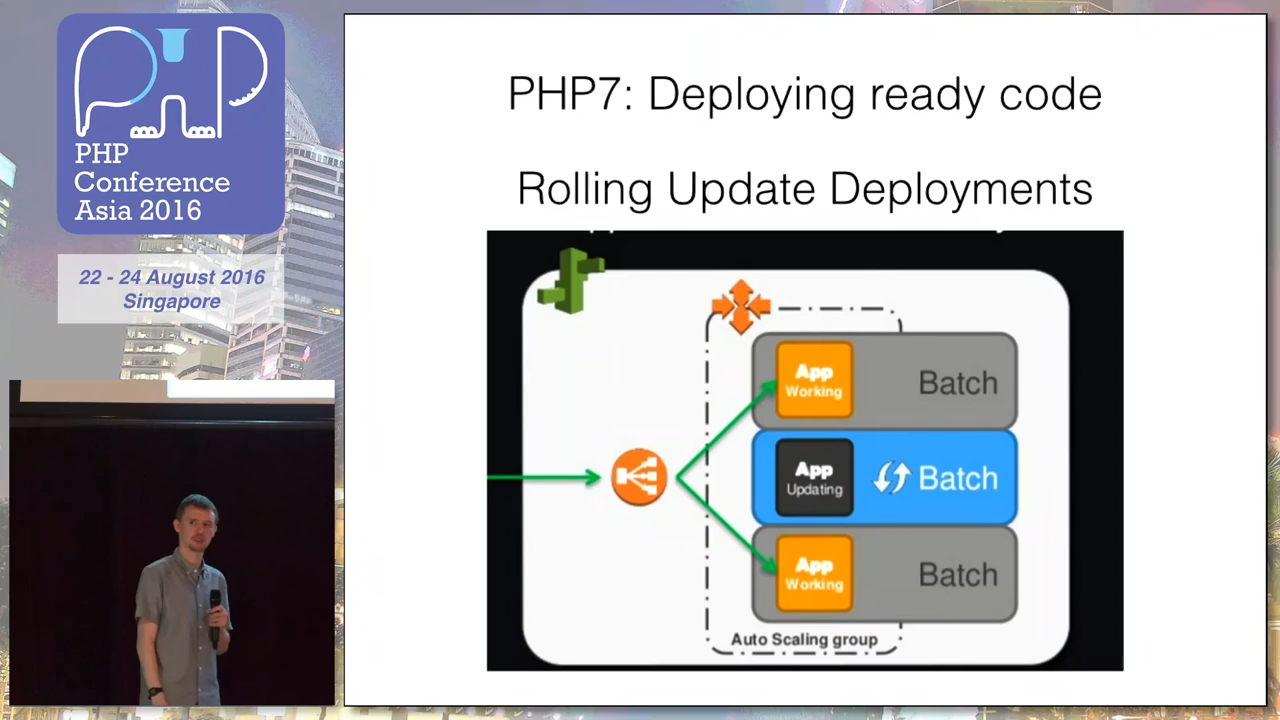 PHP
Conference
Asia 2016
22 - 24 August 2016
Singapore
PHP7: Deploying ready code
Rolling Update Deployments
App
Working
Batch
App
Updating
Batch
App
Working
Batch
Auto Scaling group